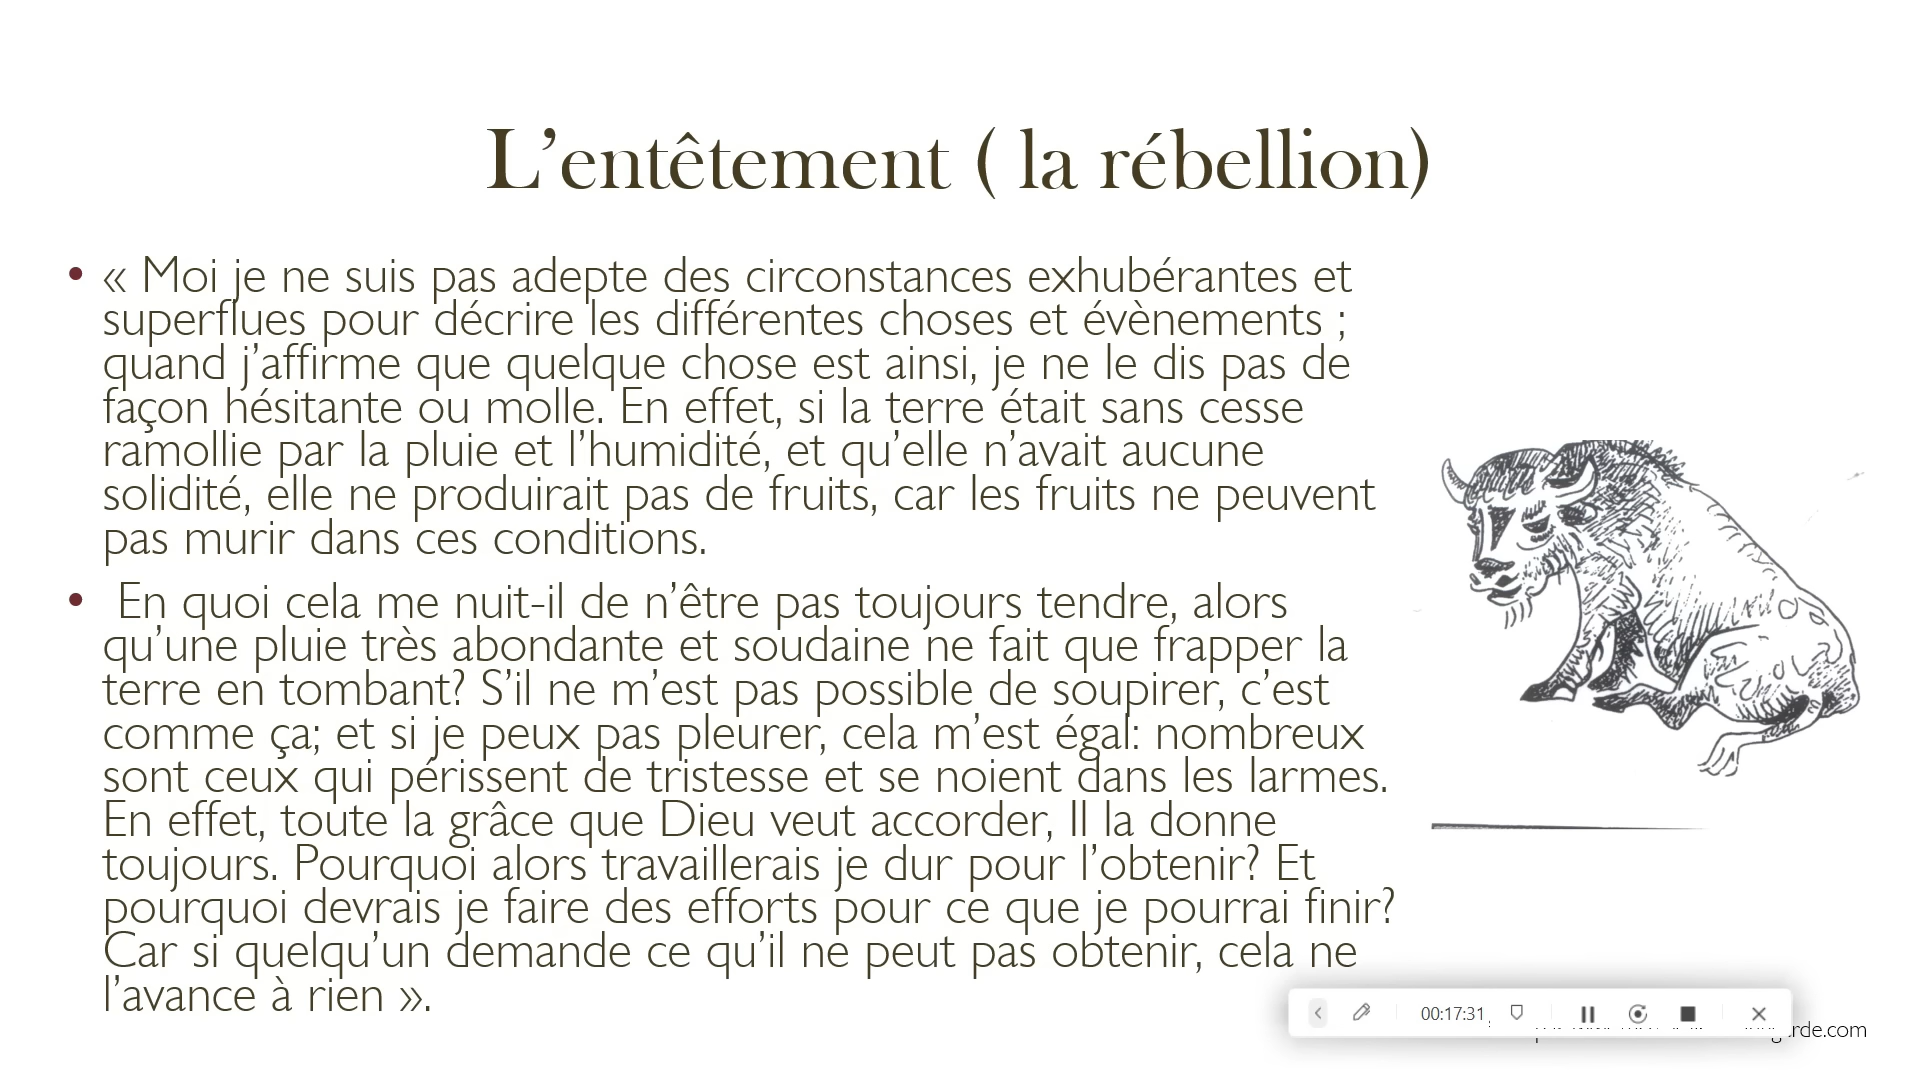 L’entêtement ( la rébellion)
• « Moi je ne suis pas adepte des circonstances exhubérantes et
superflues pour décrire les différentes choses et évènements ;
quand j’affirme que quelque chose est ainsi, je ne le dis pas de
façon hésitante ou molle. En effet, si la terre était sans cesse
ramollie par la pluie et l’humidité, et qu’elle n’avait aucune
solidité, elle ne produirait pas de fruits, car les fruits ne peuvent
pas murir dans ces conditions.
• En quoi cela me nuit-il de n’être pas toujours tendre, alors
qu’une pluie très abondante et soudaine ne fait que frapper la
terre en tombant? S’il ne m’est pas possible de soupirer, c’est
comme ça; et si je peux pas pleurer, cela m’est égal: nombreux
sont ceux qui périssent de tristesse et se noient dans les larmes.
En effet, toute la grâce que Dieu veut accorder, Il la donne
toujours. Pourquoi alors travaillerais je dur pour l’obtenir? Et
pourquoi devrais je faire des efforts pour ce que je pourrai finir?
Car si quelqu’un demande ce qu’il ne peut pas obtenir, cela ne
l’avance à rien ».
00:17:31
rde.com